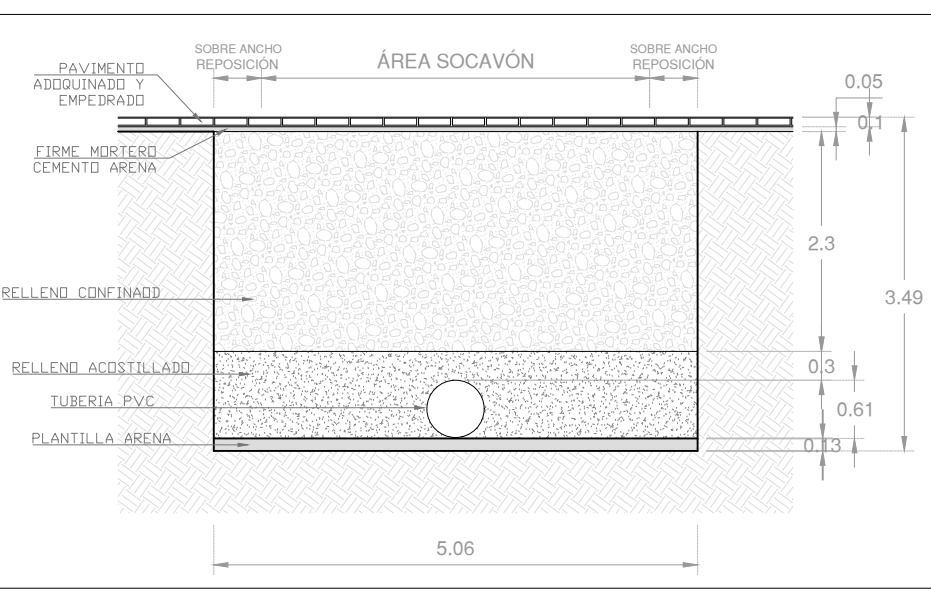 SOBRE ANCHO
REPOSICIÓN
ÁREA SOCAVÓN
SOBRE ANCHO
REPOSICIÓN
PAVIMENTO
ADOQUINADO Y
EMPEDRADO
0.05
0.1
FIRME MORTERO
CEMENTO ARENA
2.3
RELLENO CONFINAOD
3.49
RELLENO ACOSTILLADO
0.3
TUBERIA PVC
0.61
PLANTILLA ARENA
0.13
5.06